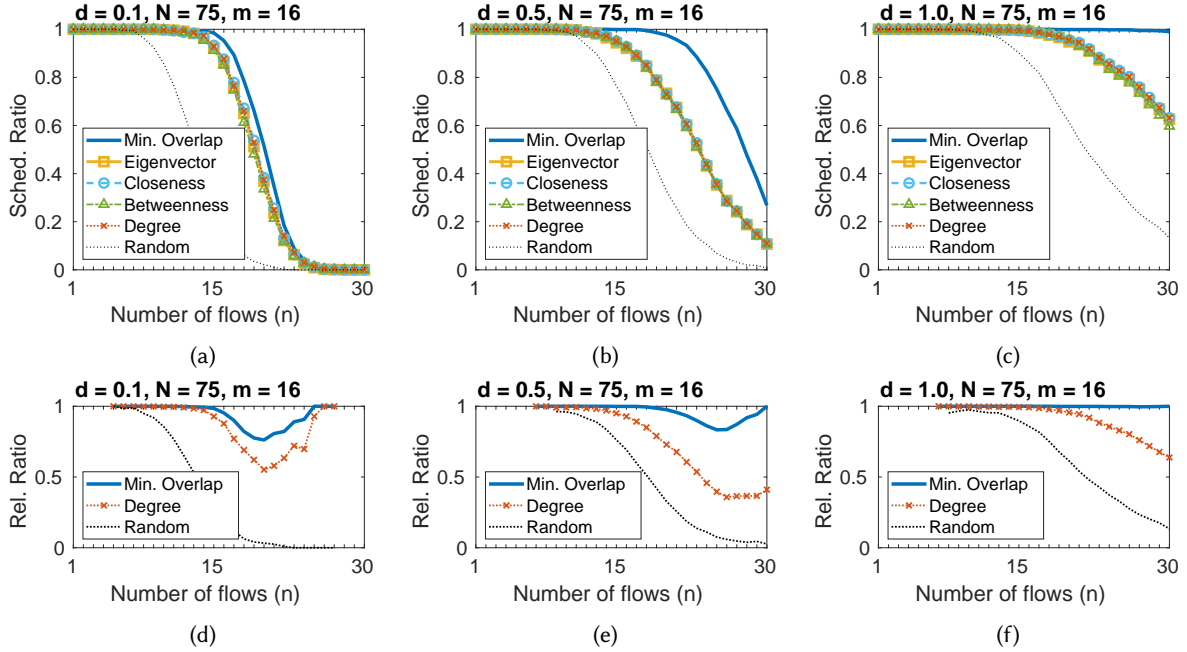 d = 0.1, N = 75, m = 16
Sched. Ratio
1
0.8
0.6
0.4
0.2
0
Min. Overlap
Eigenvector
Closeness
Betweenness
Degree
Random
1 15 30
Number of flows (n)
(a)
d = 0.5, N = 75, m = 16
Sched. Ratio
1
0.8
0.6
0.4
0.2
0
Min. Overlap
Eigenvector
Closeness
Betweenness
Degree
Random
1 15 30
Number of flows (n)
(b)
d = 1.0, N = 75, m = 16
Sched. Ratio
1
0.8
0.6
0.4
0.2
0
Min. Overlap
Eigenvector
Closeness
Betweenness
Degree
Random
1 15 30
Number of flows (n)
(c)
d = 0.1, N = 75, m = 16
Rel. Ratio
1
0.5
0
Min. Overlap
Degree
Random
1 15 30
Number of flows (n)
(d)
d = 0.5, N = 75, m = 16
Rel. Ratio
1
0.5
0
Min. Overlap
Degree
Random
1 15 30
Number of flows (n)
(e)
d = 1.0, N = 75, m = 16
Rel. Ratio
1
0.5
0
Min. Overlap
Degree
Random
1 15 30
Number of flows (n)
(f)